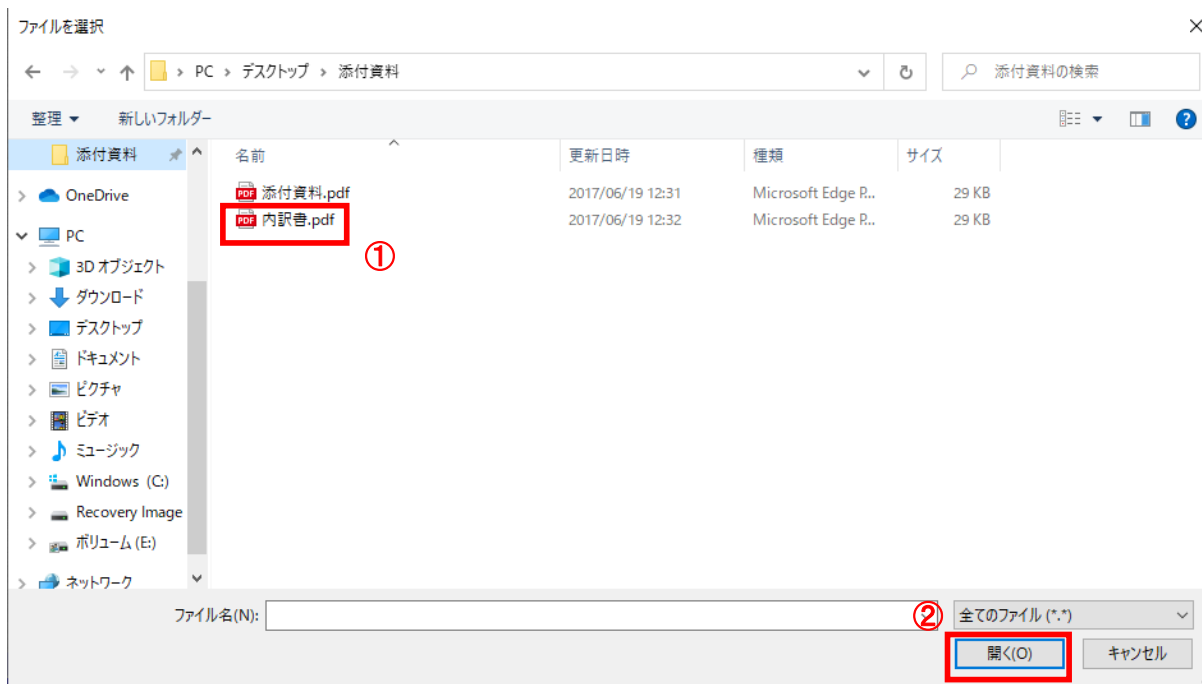 ファイルを選択
PC › デスクトップ › 添付資料
添付資料の検索
整理 新しいフォルダー
添付資料
名前 更新日時 種類 サイズ
OneDrive
添付資料.pdf 2017/06/19 12:31 Microsoft Edge P... 29 KB
内訳書.pdf 2017/06/19 12:32 Microsoft Edge P... 29 KB
①
PC
3D オブジェクト
ダウンロード
デスクトップ
ドキュメント
ピクチャ
ビデオ
ミュージック
Windows (C:)
Recovery Image
ボリューム (E:)
ネットワーク
ファイル名(N):
②
全てのファイル (*.*)
開く(O) キャンセル